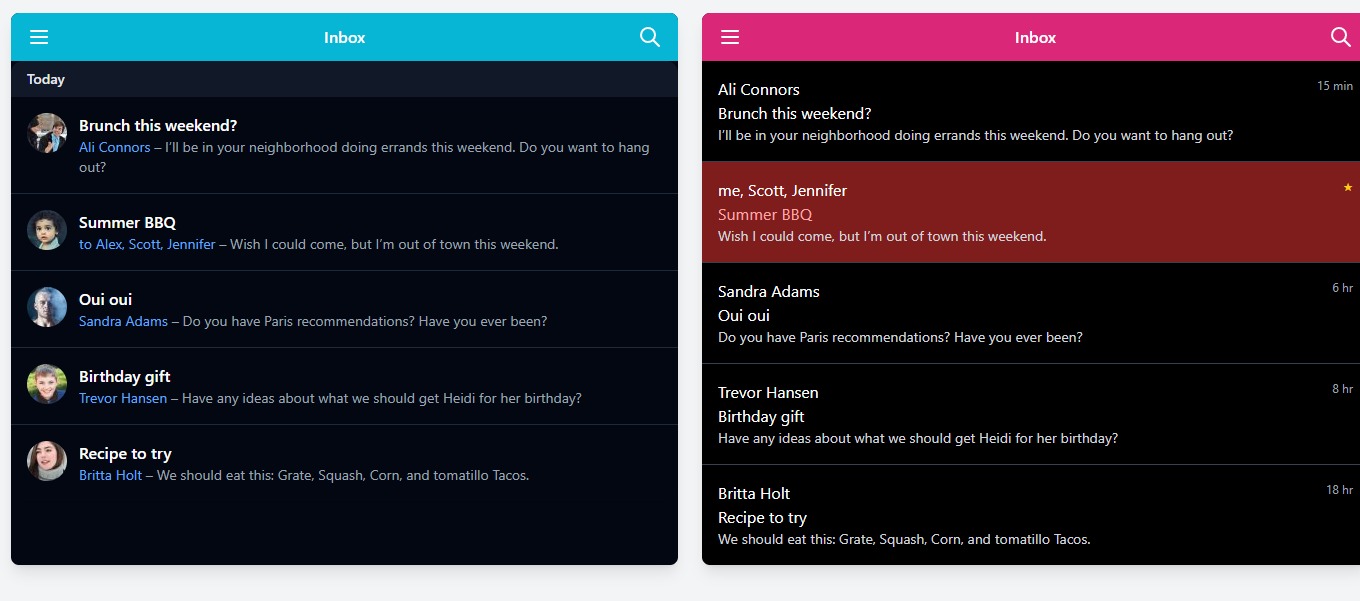 Inbox
Today
Brunch this weekend?
Ali Connors – I’ll be in your neighborhood doing errands this weekend. Do you want to hang
out?
Summer BBQ
to Alex, Scott, Jennifer – Wish I could come, but I’m out of town this weekend.
Oui oui
Sandra Adams – Do you have Paris recommendations? Have you ever been?
Birthday gift
Trevor Hansen – Have any ideas about what we should get Heidi for her birthday?
Recipe to try
Britta Holt – We should eat this: Grate, Squash, Corn, and tomatillo Tacos.
Inbox
Ali Connors
15 min
Brunch this weekend?
I’ll be in your neighborhood doing errands this weekend. Do you want to hang out?
me, Scott, Jennifer
Summer BBQ
Wish I could come, but I’m out of town this weekend.
Sandra Adams
6 hr
Oui oui
Do you have Paris recommendations? Have you ever been?
Trevor Hansen
8 hr
Birthday gift
Have any ideas about what we should get Heidi for her birthday?
Britta Holt
18 hr
Recipe to try
We should eat this: Grate, Squash, Corn, and tomatillo Tacos.